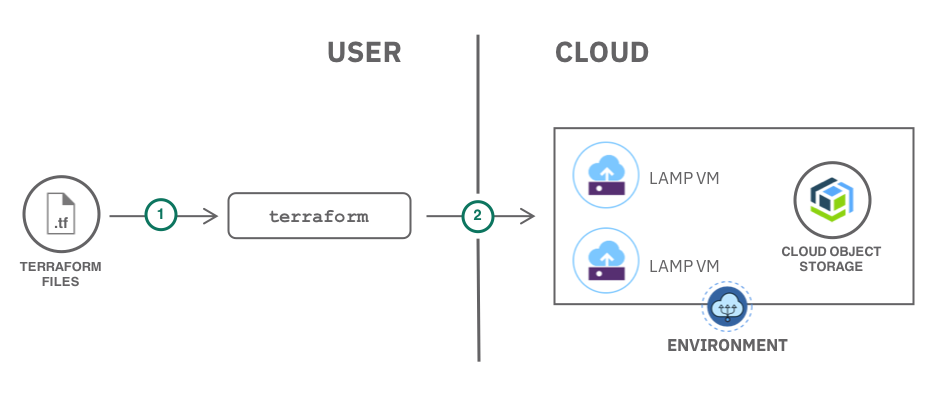 USER
CLOUD
.tf
TERRAFORM
FILES
1
terraform
2
LAMP VM
LAMP VM
CLOUD OBJECT
STORAGE
ENVIRONMENT